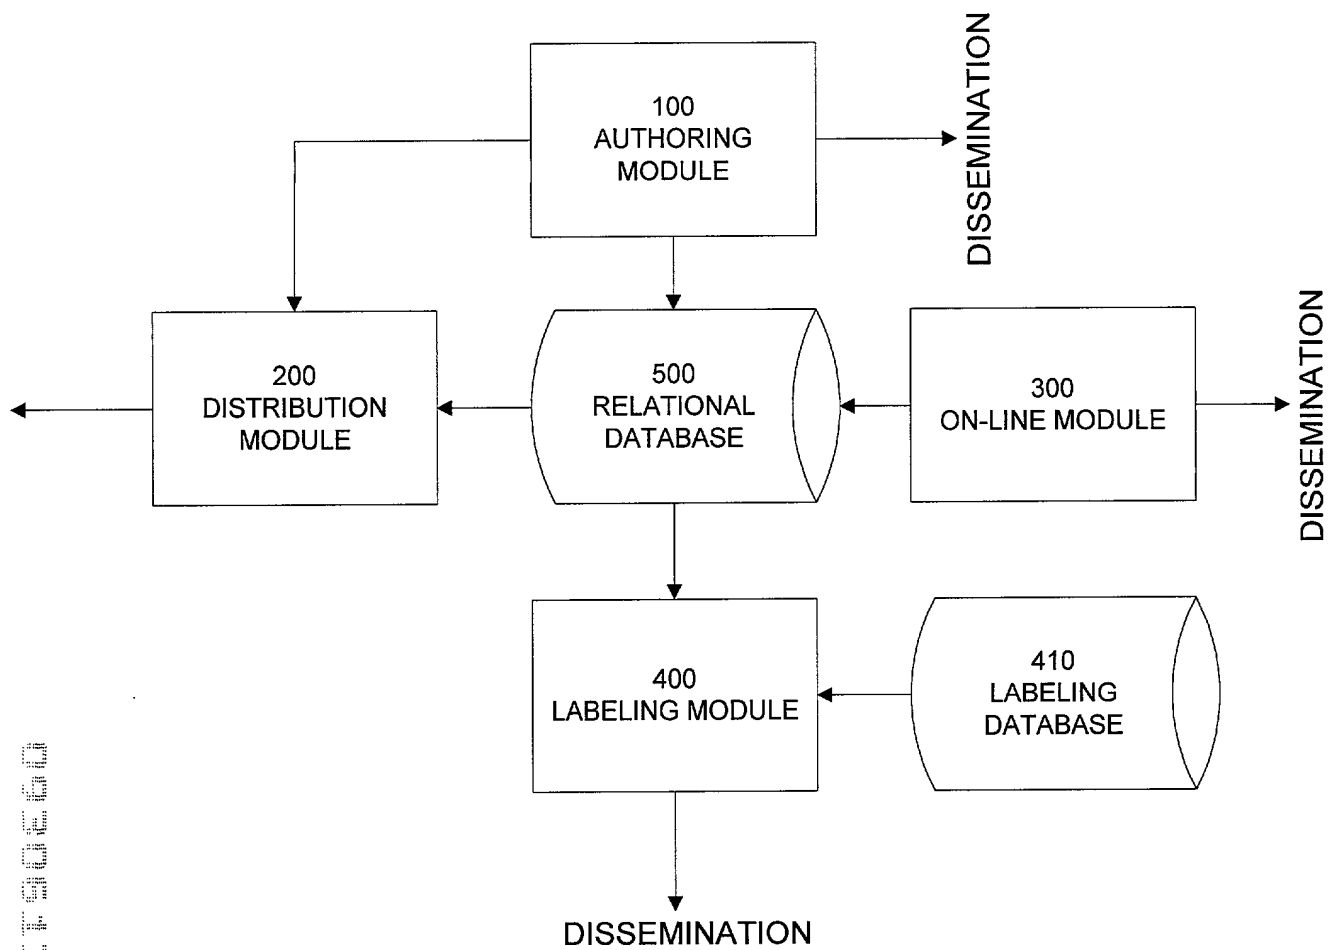 100
AUTHORING
MODULE
DISSEMINATION
200
DISTRIBUTION
MODULE
500
RELATIONAL
DATABASE
300
ON-LINE MODULE
DISSEMINATION
400
LABELING MODULE
410
LABELING
DATABASE
DISSEMINATION